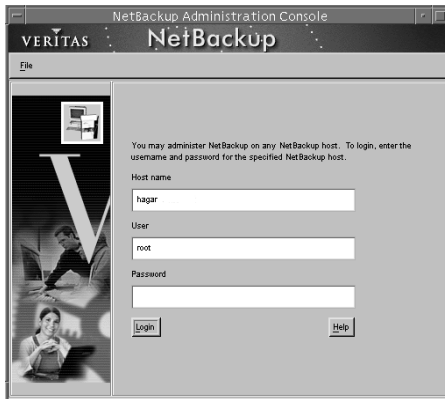 NetBackup Administration Console
VERITAS NetBackup
File
You may administer NetBackup on any NetBackup host. To login, enter the
username and password for the specified NetBackup host.
Host name
hagar
User
root
Password
Login Help